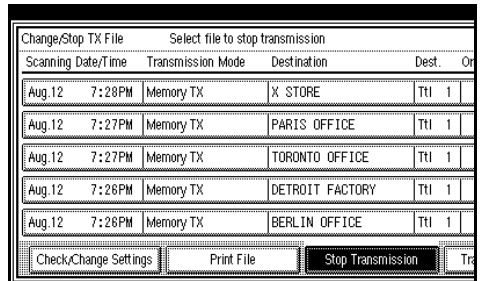 Change/Stop TX File Select file to stop transmission
Scanning Date/Time Transmission Mode Destination Dest.
Aug.12 7:28PM Memory TX X STORE Ttl 1
Aug.12 7:27PM Memory TX PARIS OFFICE Ttl 1
Aug.12 7:27PM Memory TX TORONTO OFFICE Ttl 1
Aug.12 7:26PM Memory TX DETROIT FACTORY Ttl 1
Aug.12 7:26PM Memory TX BERLIN OFFICE Ttl 1
Check/Change Settings Print File Stop Transmission